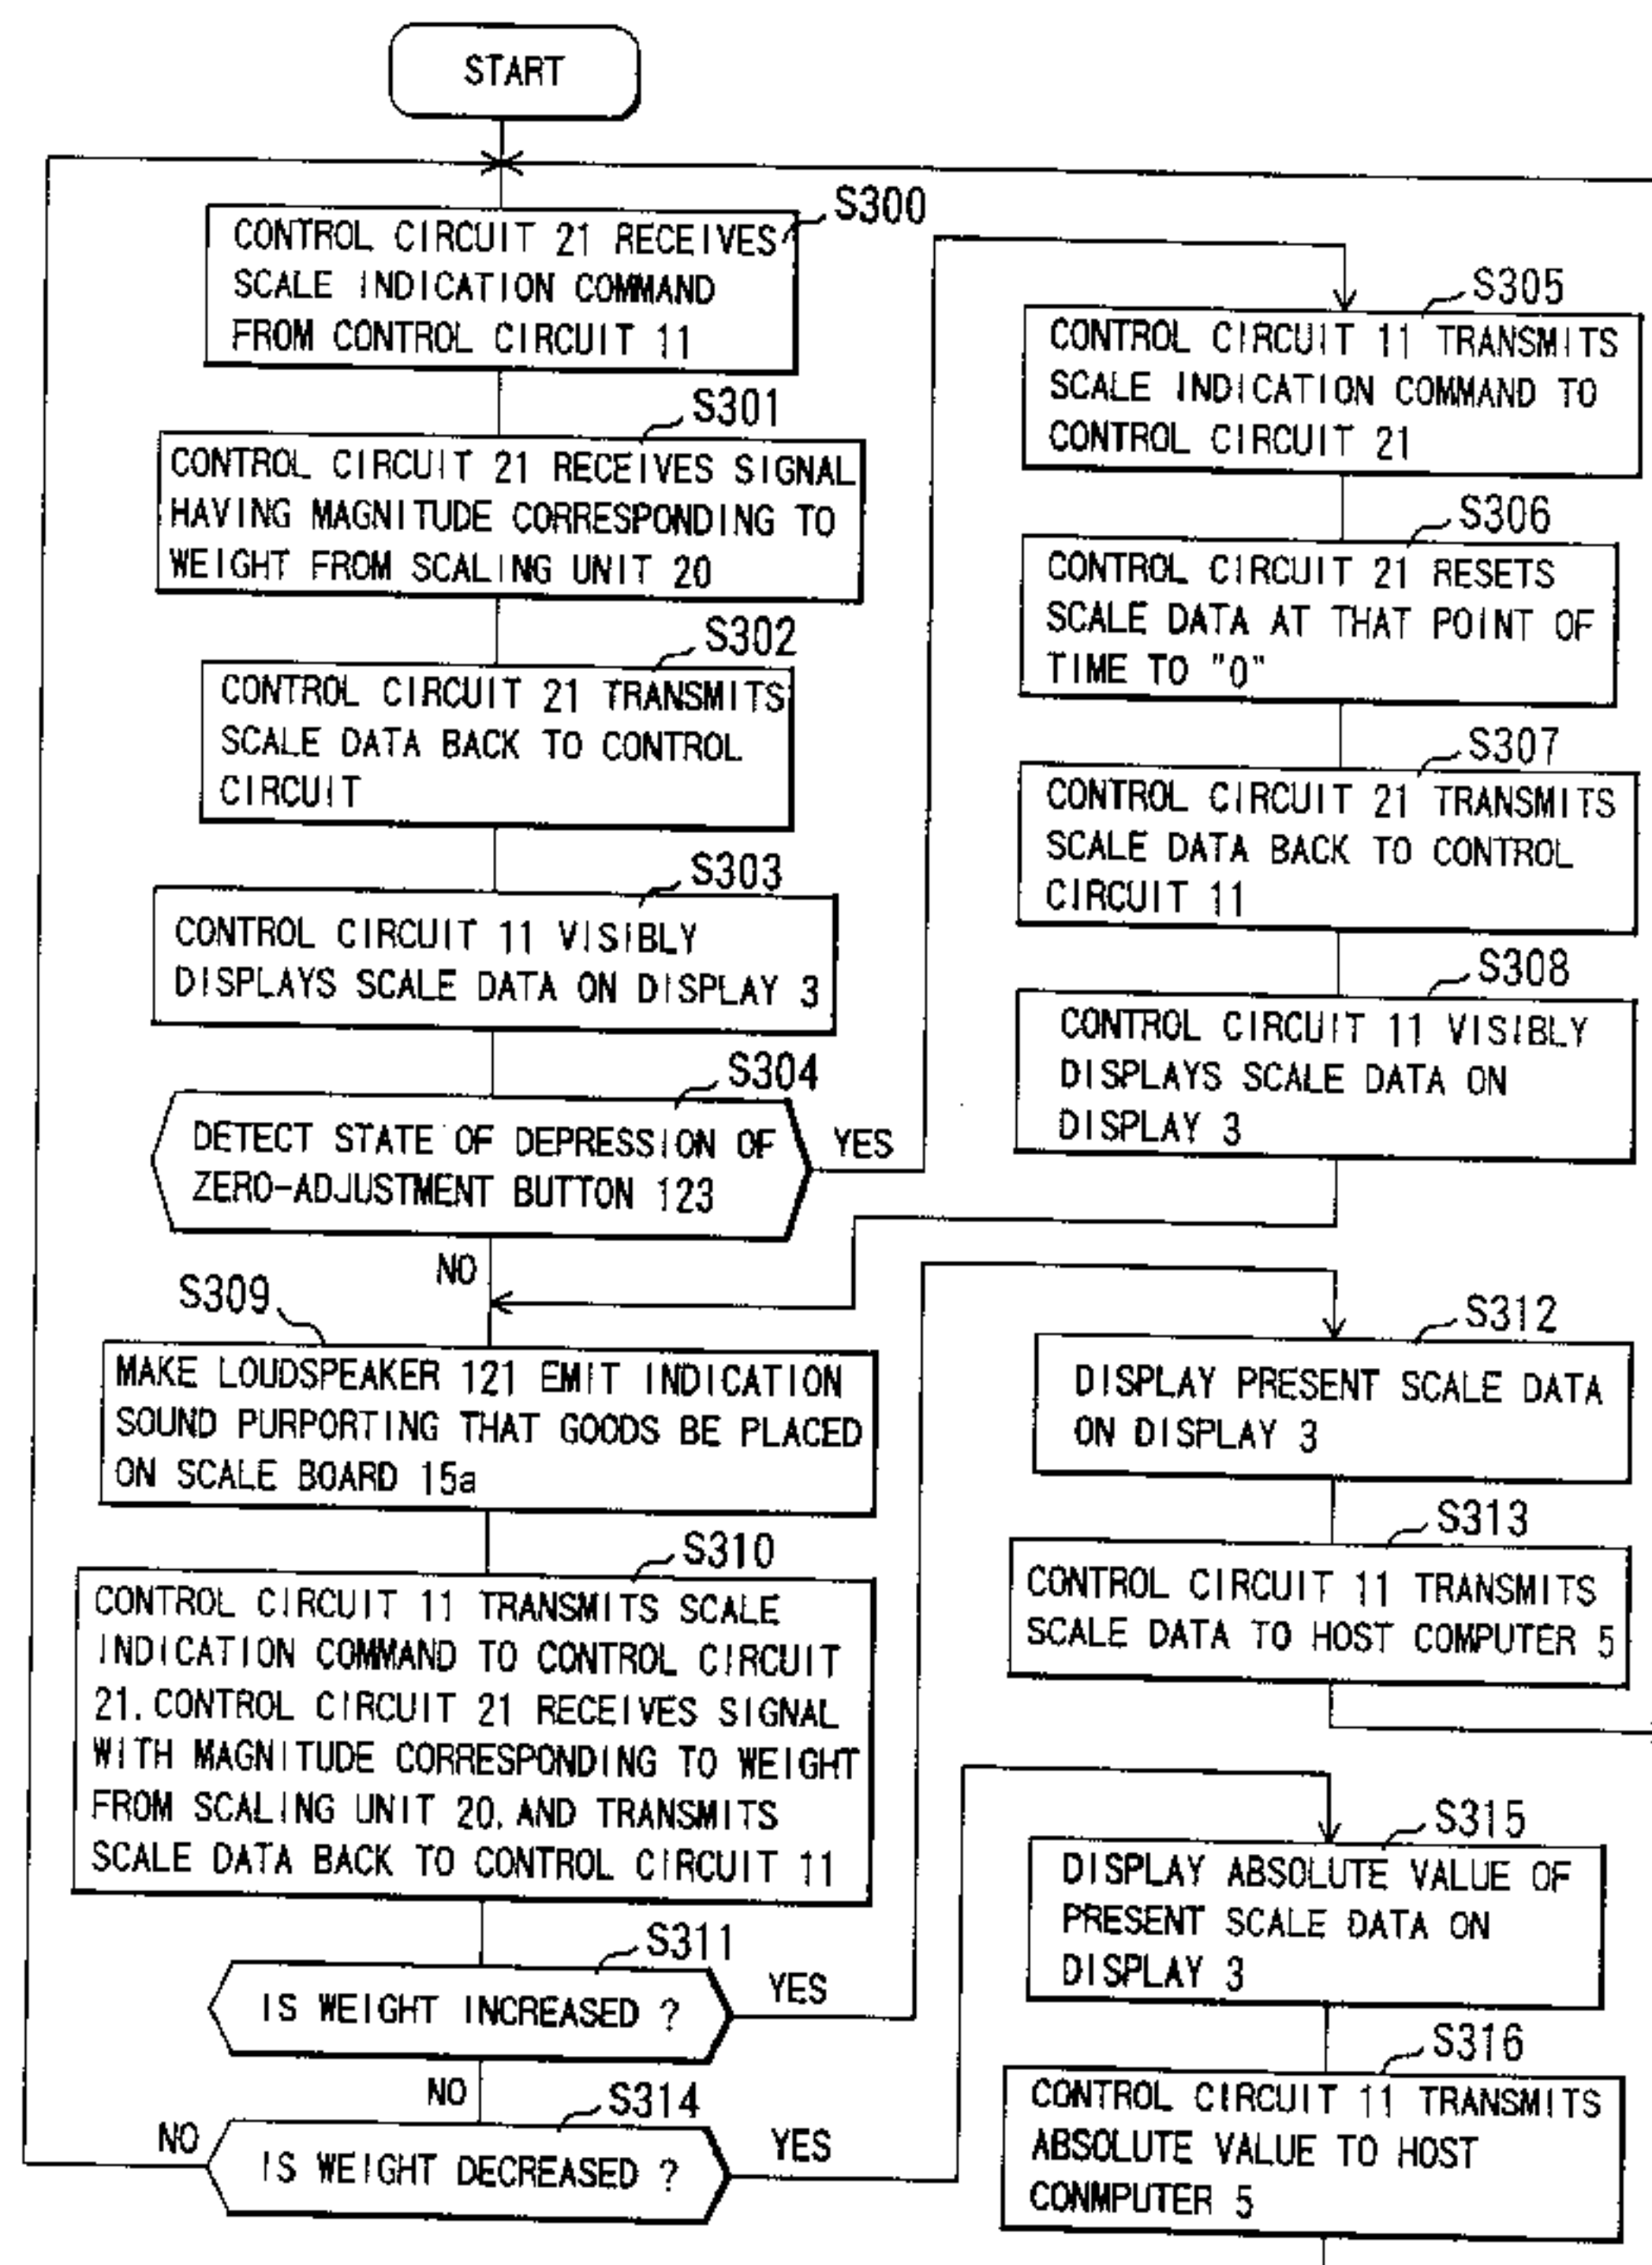 START
S300
CONTROL CIRCUIT 21 RECEIVES
SCALE INDICATION COMMAND
FROM CONTROL CIRCUIT 11
S301
CONTROL CIRCUIT 21 RECEIVES SIGNAL
HAVING MAGNITUDE CORRESPONDING TO
WEIGHT FROM SCALING UNIT 20
S302
CONTROL CIRCUIT 21 TRANSMITS
SCALE DATA BACK TO CONTROL
CIRCUIT
S303
CONTROL CIRCUIT 11 VISIBLY
DISPLAYS SCALE DATA ON DISPLAY 3
S304
DETECT STATE OF DEPRESSION OF
ZERO-ADJUSTMENT BUTTON 123
YES
NO
S305
CONTROL CIRCUIT 11 TRANSMITS
SCALE INDICATION COMMAND TO
CONTROL CIRCUIT 21
S306
CONTROL CIRCUIT 21 RESETS
SCALE DATA AT THAT POINT OF
TIME TO "0"
S307
CONTROL CIRCUIT 21 TRANSMITS
SCALE DATA BACK TO CONTROL
CIRCUIT 11
S308
CONTROL CIRCUIT 11 VISIBLY
DISPLAYS SCALE DATA ON
DISPLAY 3
S309
MAKE LOUDSPEAKER 121 EMIT INDICATION
SOUND PURPORTING THAT GOODS BE PLACED
ON SCALE BOARD 15a
S310
CONTROL CIRCUIT 11 TRANSMITS SCALE
INDICATION COMMAND TO CONTROL CIRCUIT
21. CONTROL CIRCUIT 21 RECEIVES SIGNAL
WITH MAGNITUDE CORRESPONDING TO WEIGHT
FROM SCALING UNIT 20, AND TRANSMITS
SCALE DATA BACK TO CONTROL CIRCUIT 11
S311
IS WEIGHT INCREASED ?
YES
NO
S312
DISPLAY PRESENT SCALE DATA
ON DISPLAY 3
S313
CONTROL CIRCUIT 11 TRANSMITS
SCALE DATA TO HOST COMPUTER 5
S314
IS WEIGHT DECREASED ?
NO
YES
S315
DISPLAY ABSOLUTE VALUE OF
PRESENT SCALE DATA ON
DISPLAY 3
S316
CONTROL CIRCUIT 11 TRANSMITS
ABSOLUTE VALUE TO HOST
CONMPUTER 5